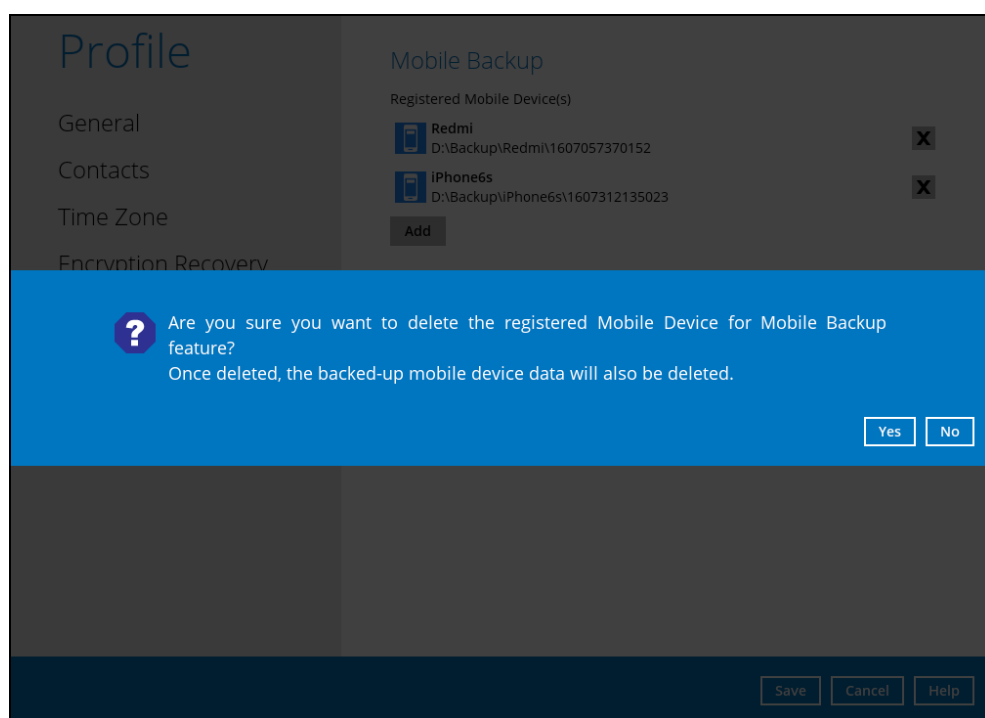 Profile
General
Contacts
Time Zone
Encryption Recovery
Mobile Backup
Registered Mobile Device(s)
Redmi
D:\Backup\Redmi\1607057370152
X
iPhone6s
D:\Backup\iPhone6s\1607312135023
X
Add
?
Are you sure you want to delete the registered Mobile Device for Mobile Backup
feature?
Once deleted, the backed-up mobile device data will also be deleted.
Yes No
Save Cancel Help